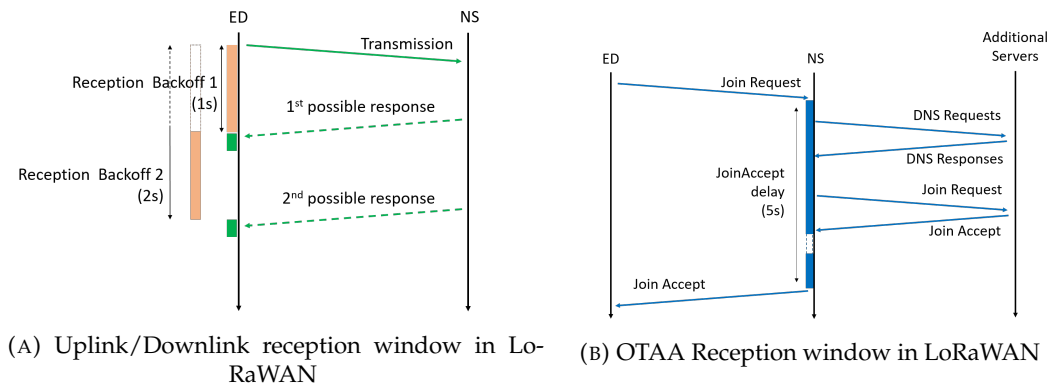 ED
NS
Transmission
Reception Backoff 1
(1s)
1st possible response
Reception Backoff 2
(2s)
2nd possible response
(A) Uplink/Downlink reception window in Lo-
RaWAN
ED
NS
Additional
Servers
Join Request
DNS Requests
DNS Responses
JoinAccept
delay
(5s)
Join Request
Join Accept
Join Accept
(B) OTAA Reception window in LoRaWAN